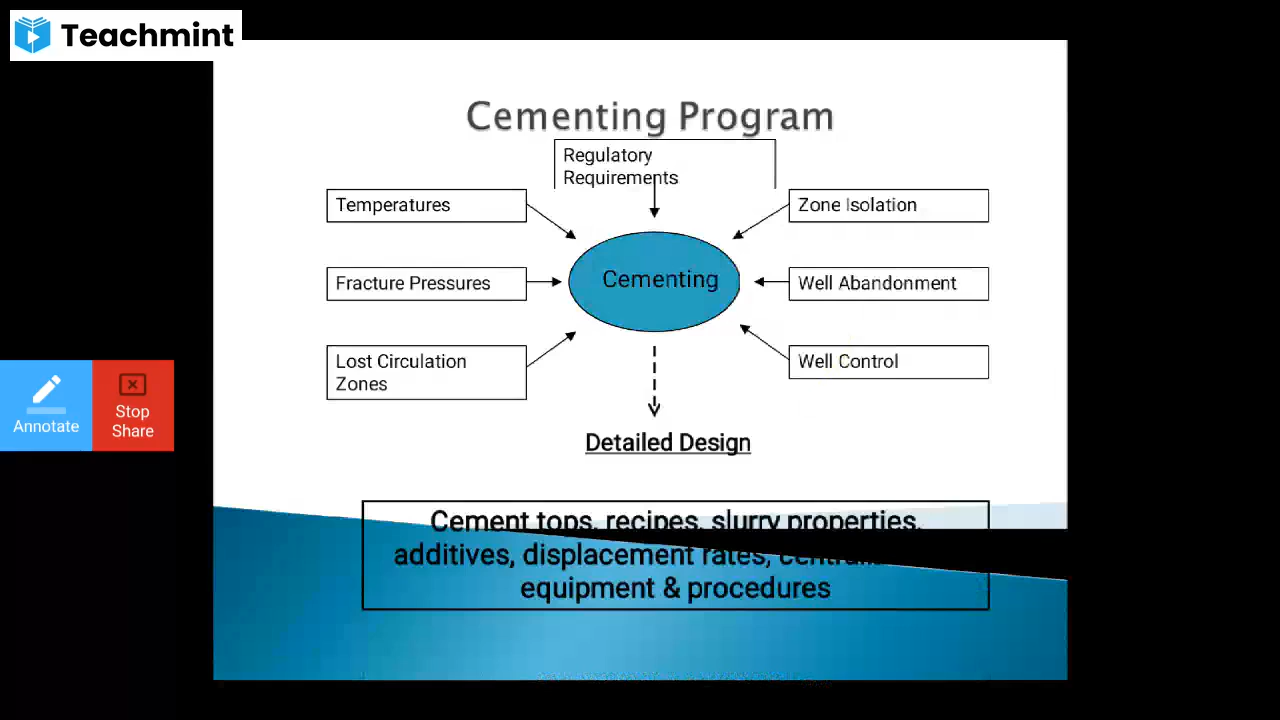 Teachmint
Cementing Program
Regulatory
Requirements
Temperatures
Zone Isolation
Fracture Pressures
Cementing
Well Abandonment
Lost Circulation
Zones
Well Control
Annotate
Stop
Share
Detailed Design
Cement tops, recipes, slurry properties,
additives, displacement rates,
equipment & procedures